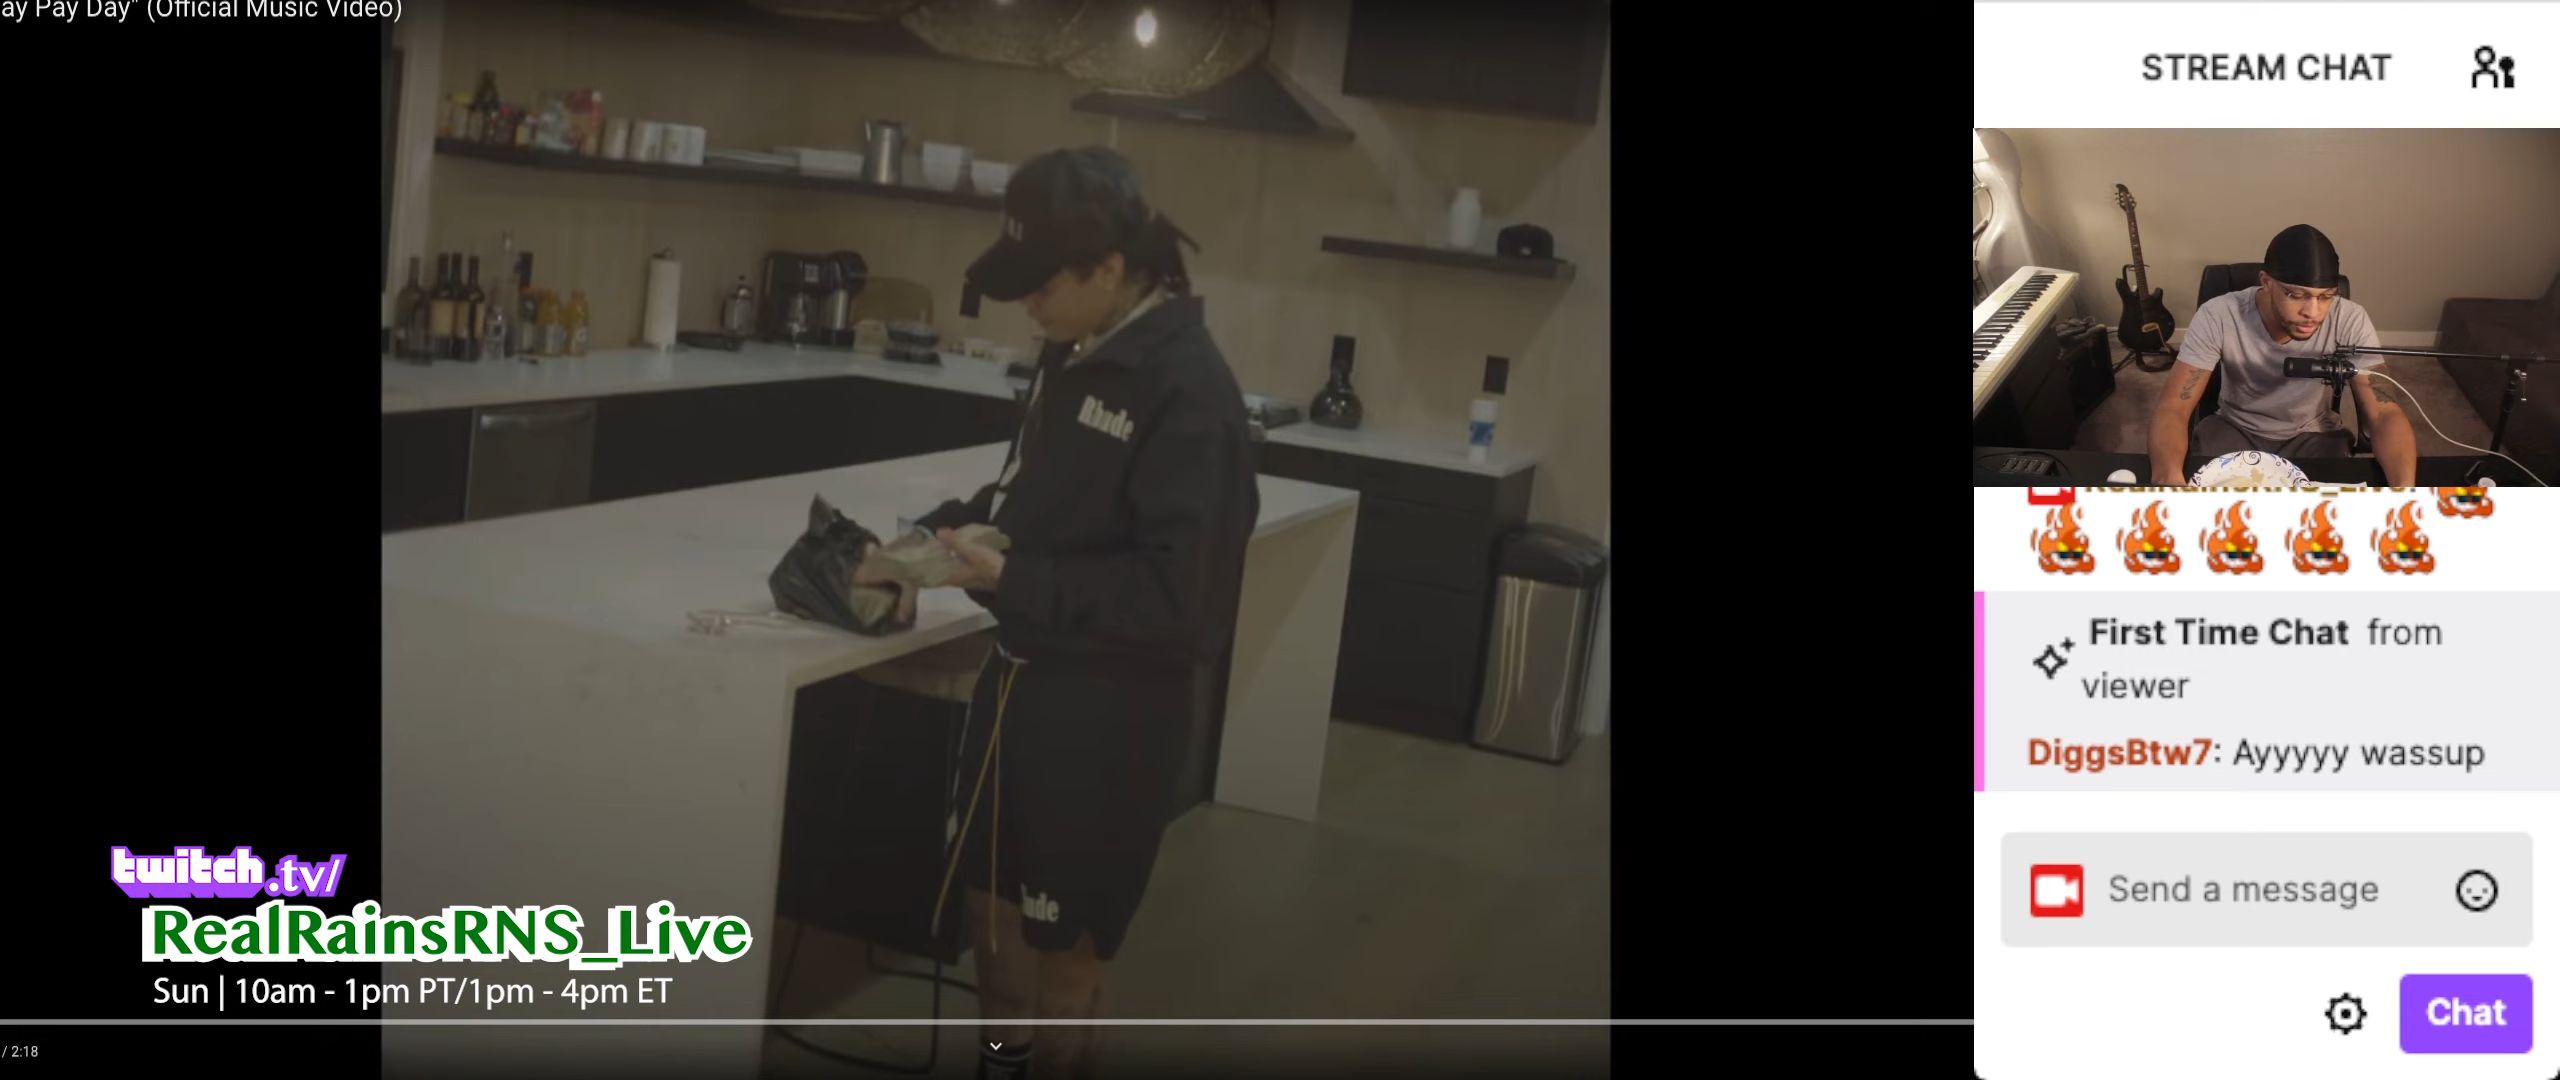 ay Pay Day" (Official Music Video)
STREAM CHAT
Rhude
First Time Chat from
viewer
DiggsBtw7: Ayyyyy wassup
twitch.tv/
RealRainsRNS_Live
Send a message
Sun | 10am - 1pm PT/1pm - 4pm ET
Chat
/ 2:18